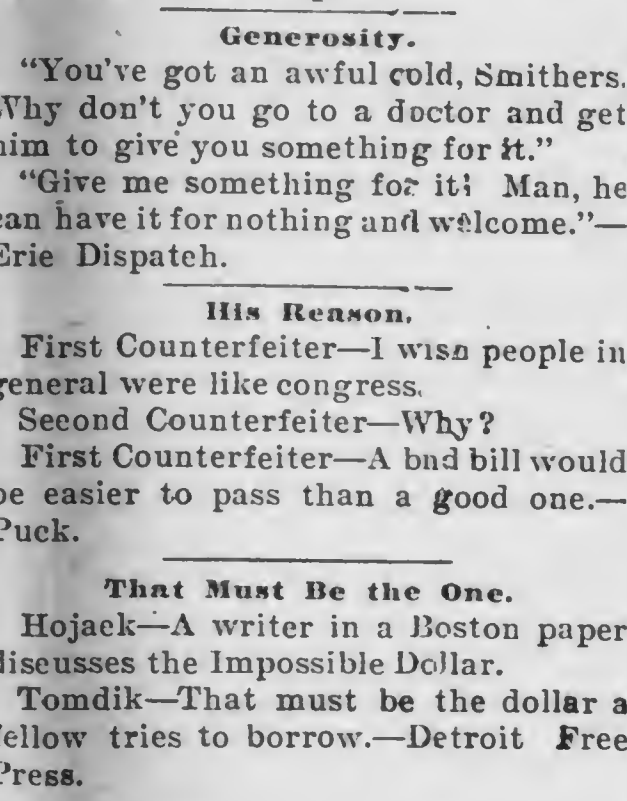 Generosity.
"You've got an awful cold, Smithers.
Why don't you go to a doctor and get
him to give you something for it."
"Give me something for it! Man, he
can have it for nothing and welcome."—
Erie Dispatch.
His Reason.
First Counterfeiter—I wish people in
general were like congress.
Second Counterfeiter—Why?
First Counterfeiter—A bad bill would
be easier to pass than a good one.—
Puck.
That Must Be the One.
Hojack—A writer in a Boston paper
discusses the Impossible Dollar.
Tomdik—That must be the dollar a
fellow tries to borrow.—Detroit Free
Press.